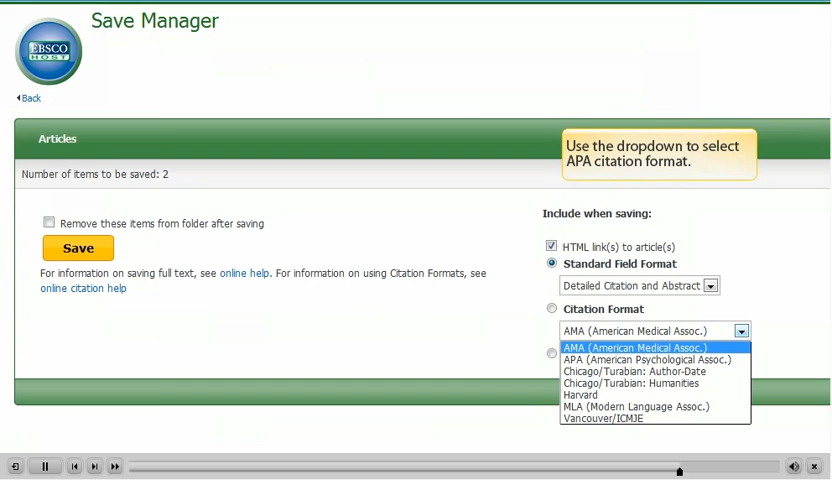 Save Manager
EBSCO
HOST
Back
Articles
Use the dropdown to select
APA citation format.
Number of items to be saved: 2
Include when saving:
Remove these items from folder after saving
HTML link(s) to article(s)
Save
Standard Field Format
For information on saving full text, see online help. For information on using Citation Formats, see
online citation help
Detailed Citation and Abstract
Citation Format
AMA (American Medical Assoc.)
AMA (American Medical Assoc.)
APA (American Psychological Assoc.)
Chicago/Turabian: Author-Date
Chicago/Turabian: Humanities
Harvard
MLA (Modern Language Assoc.)
Vancouver/ICMJE